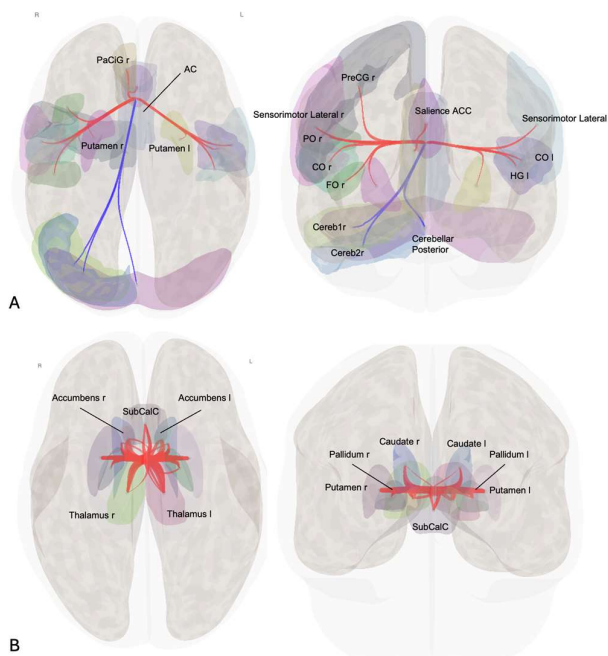 R
L
PaCiG r
AC
Putamen r
Putamen l
PreCG r
Sensorimotor Lateral r
Salience ACC
Sensorimotor Lateral
PO r
CO r
FO r
CO l
HG l
Cereb1r
Cereb2r
Cerebellar
Posterior
A
R
L
Accumbens r
SubCalC
Accumbens l
Thalamus r
Thalamus l
Caudate r
Caudate l
Pallidum r
Pallidum l
Putamen r
Putamen l
SubCalC
B